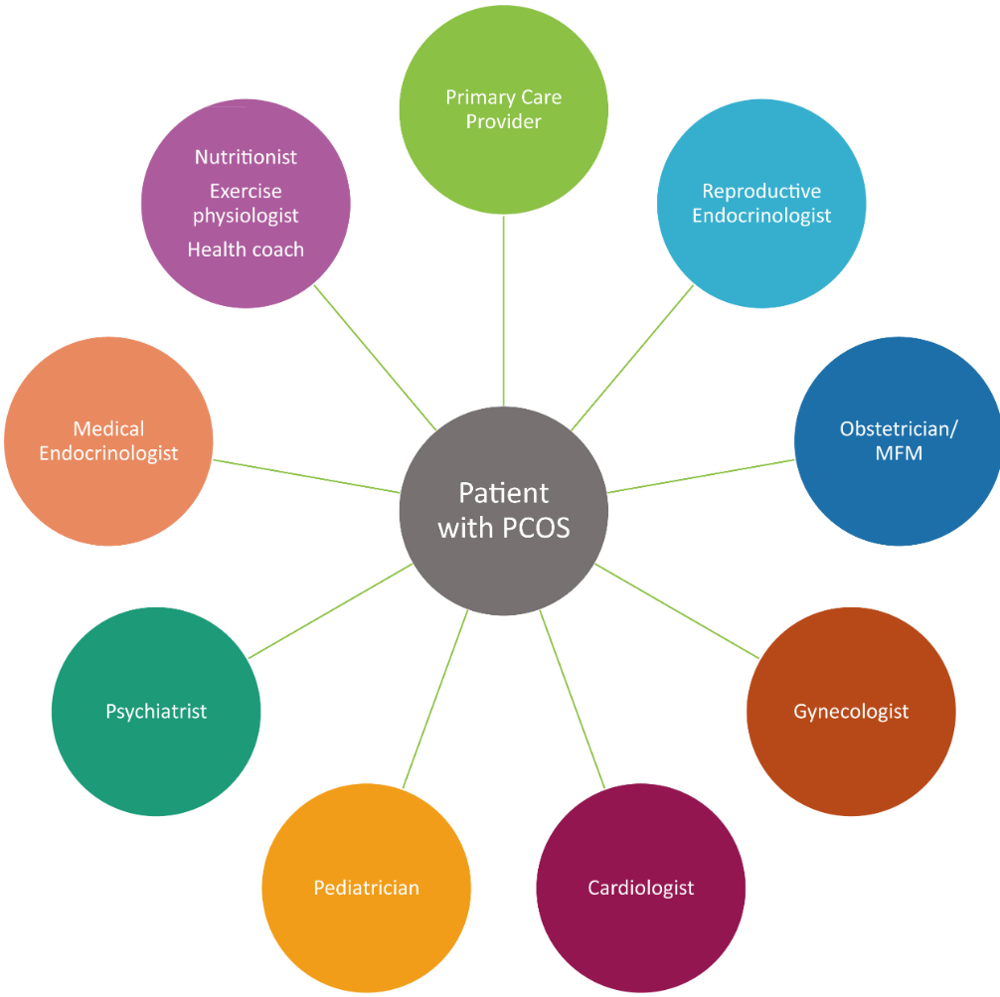 Primary Care
Provider
Nutritionist
Exercise
physiologist
Health coach
Reproductive
Endocrinologist
Medical
Endocrinologist
Obstetrician/
MFM
Patient
with PCOS
Psychiatrist
Gynecologist
Pediatrician
Cardiologist